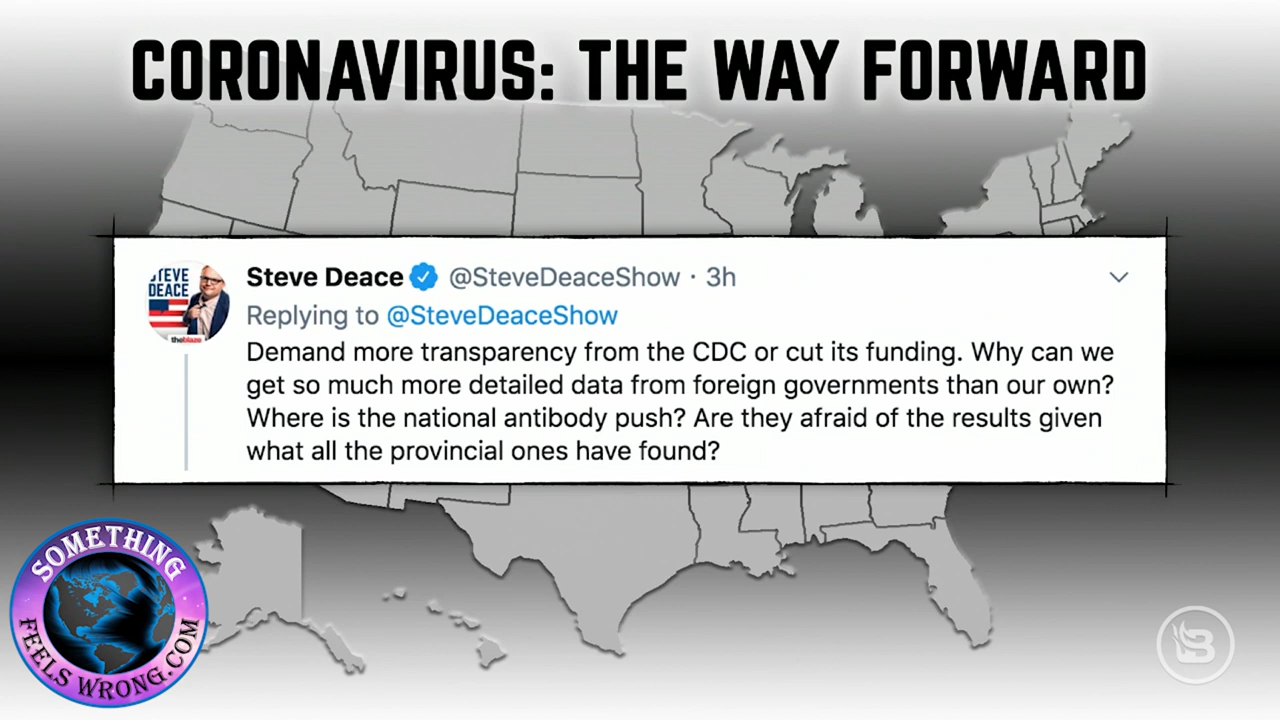 CORONAVIRUS: THE WAY FORWARD
STEVE
DEACE
theblaze
Steve Deace @SteveDeaceShow · 3h
Replying to @SteveDeaceShow
Demand more transparency from the CDC or cut its funding. Why can we
get so much more detailed data from foreign governments than our own?
Where is the national antibody push? Are they afraid of the results given
what all the provincial ones have found?
SOMETHING
FEELS WRONG.COM
B